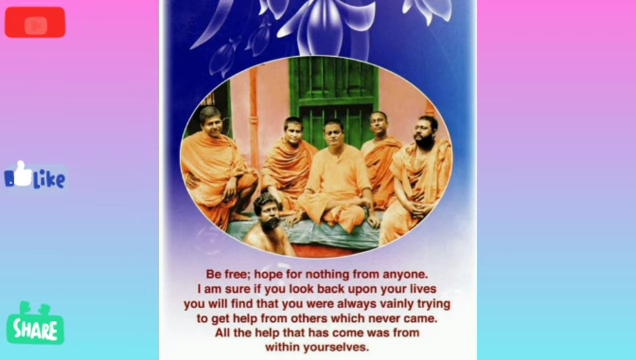 Like
SHARE
Be free; hope for nothing from anyone.
I am sure if you look back upon your lives
you will find that you were always vainly trying
to get help from others which never came.
All the help that has come was from
within yourselves.